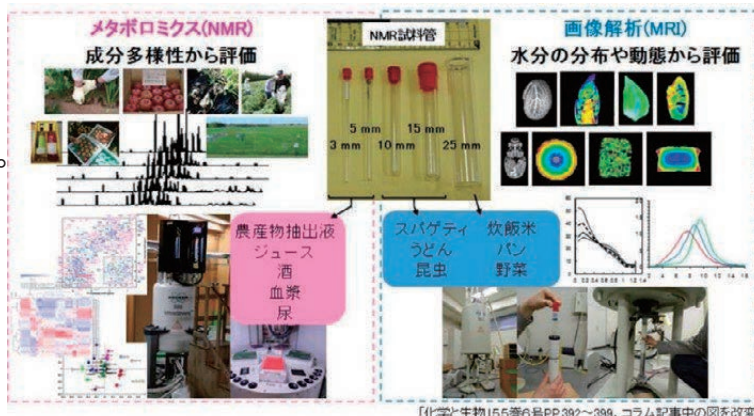 メタボロミクス(NMR)
成分多様性から評価
NMR試料管
画像解析(MRI)
水分の分布や動態から評価
5 mm
15 mm
3 mm
10 mm
25 mm
農産物抽出液
ジュース
酒
血漿
尿
スパゲティ
うどん
昆虫
炊飯米
パン
野菜
「化学と生物」55巻6号PP.392~399、コラム記事中の図を改変